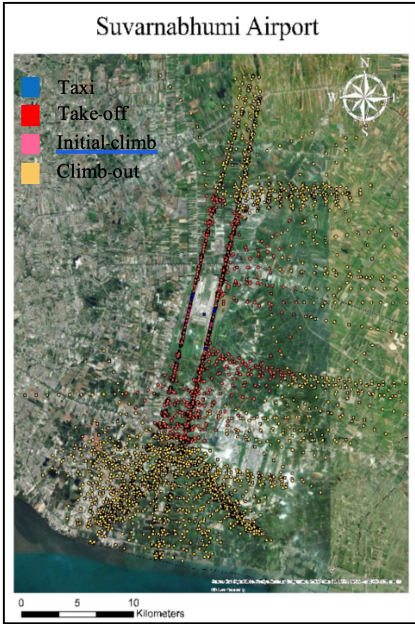 Suvarnabhumi Airport
N
W E
S
Taxi
Take-off
Initial-climb
Climb-out
0 5 10
Kilometers